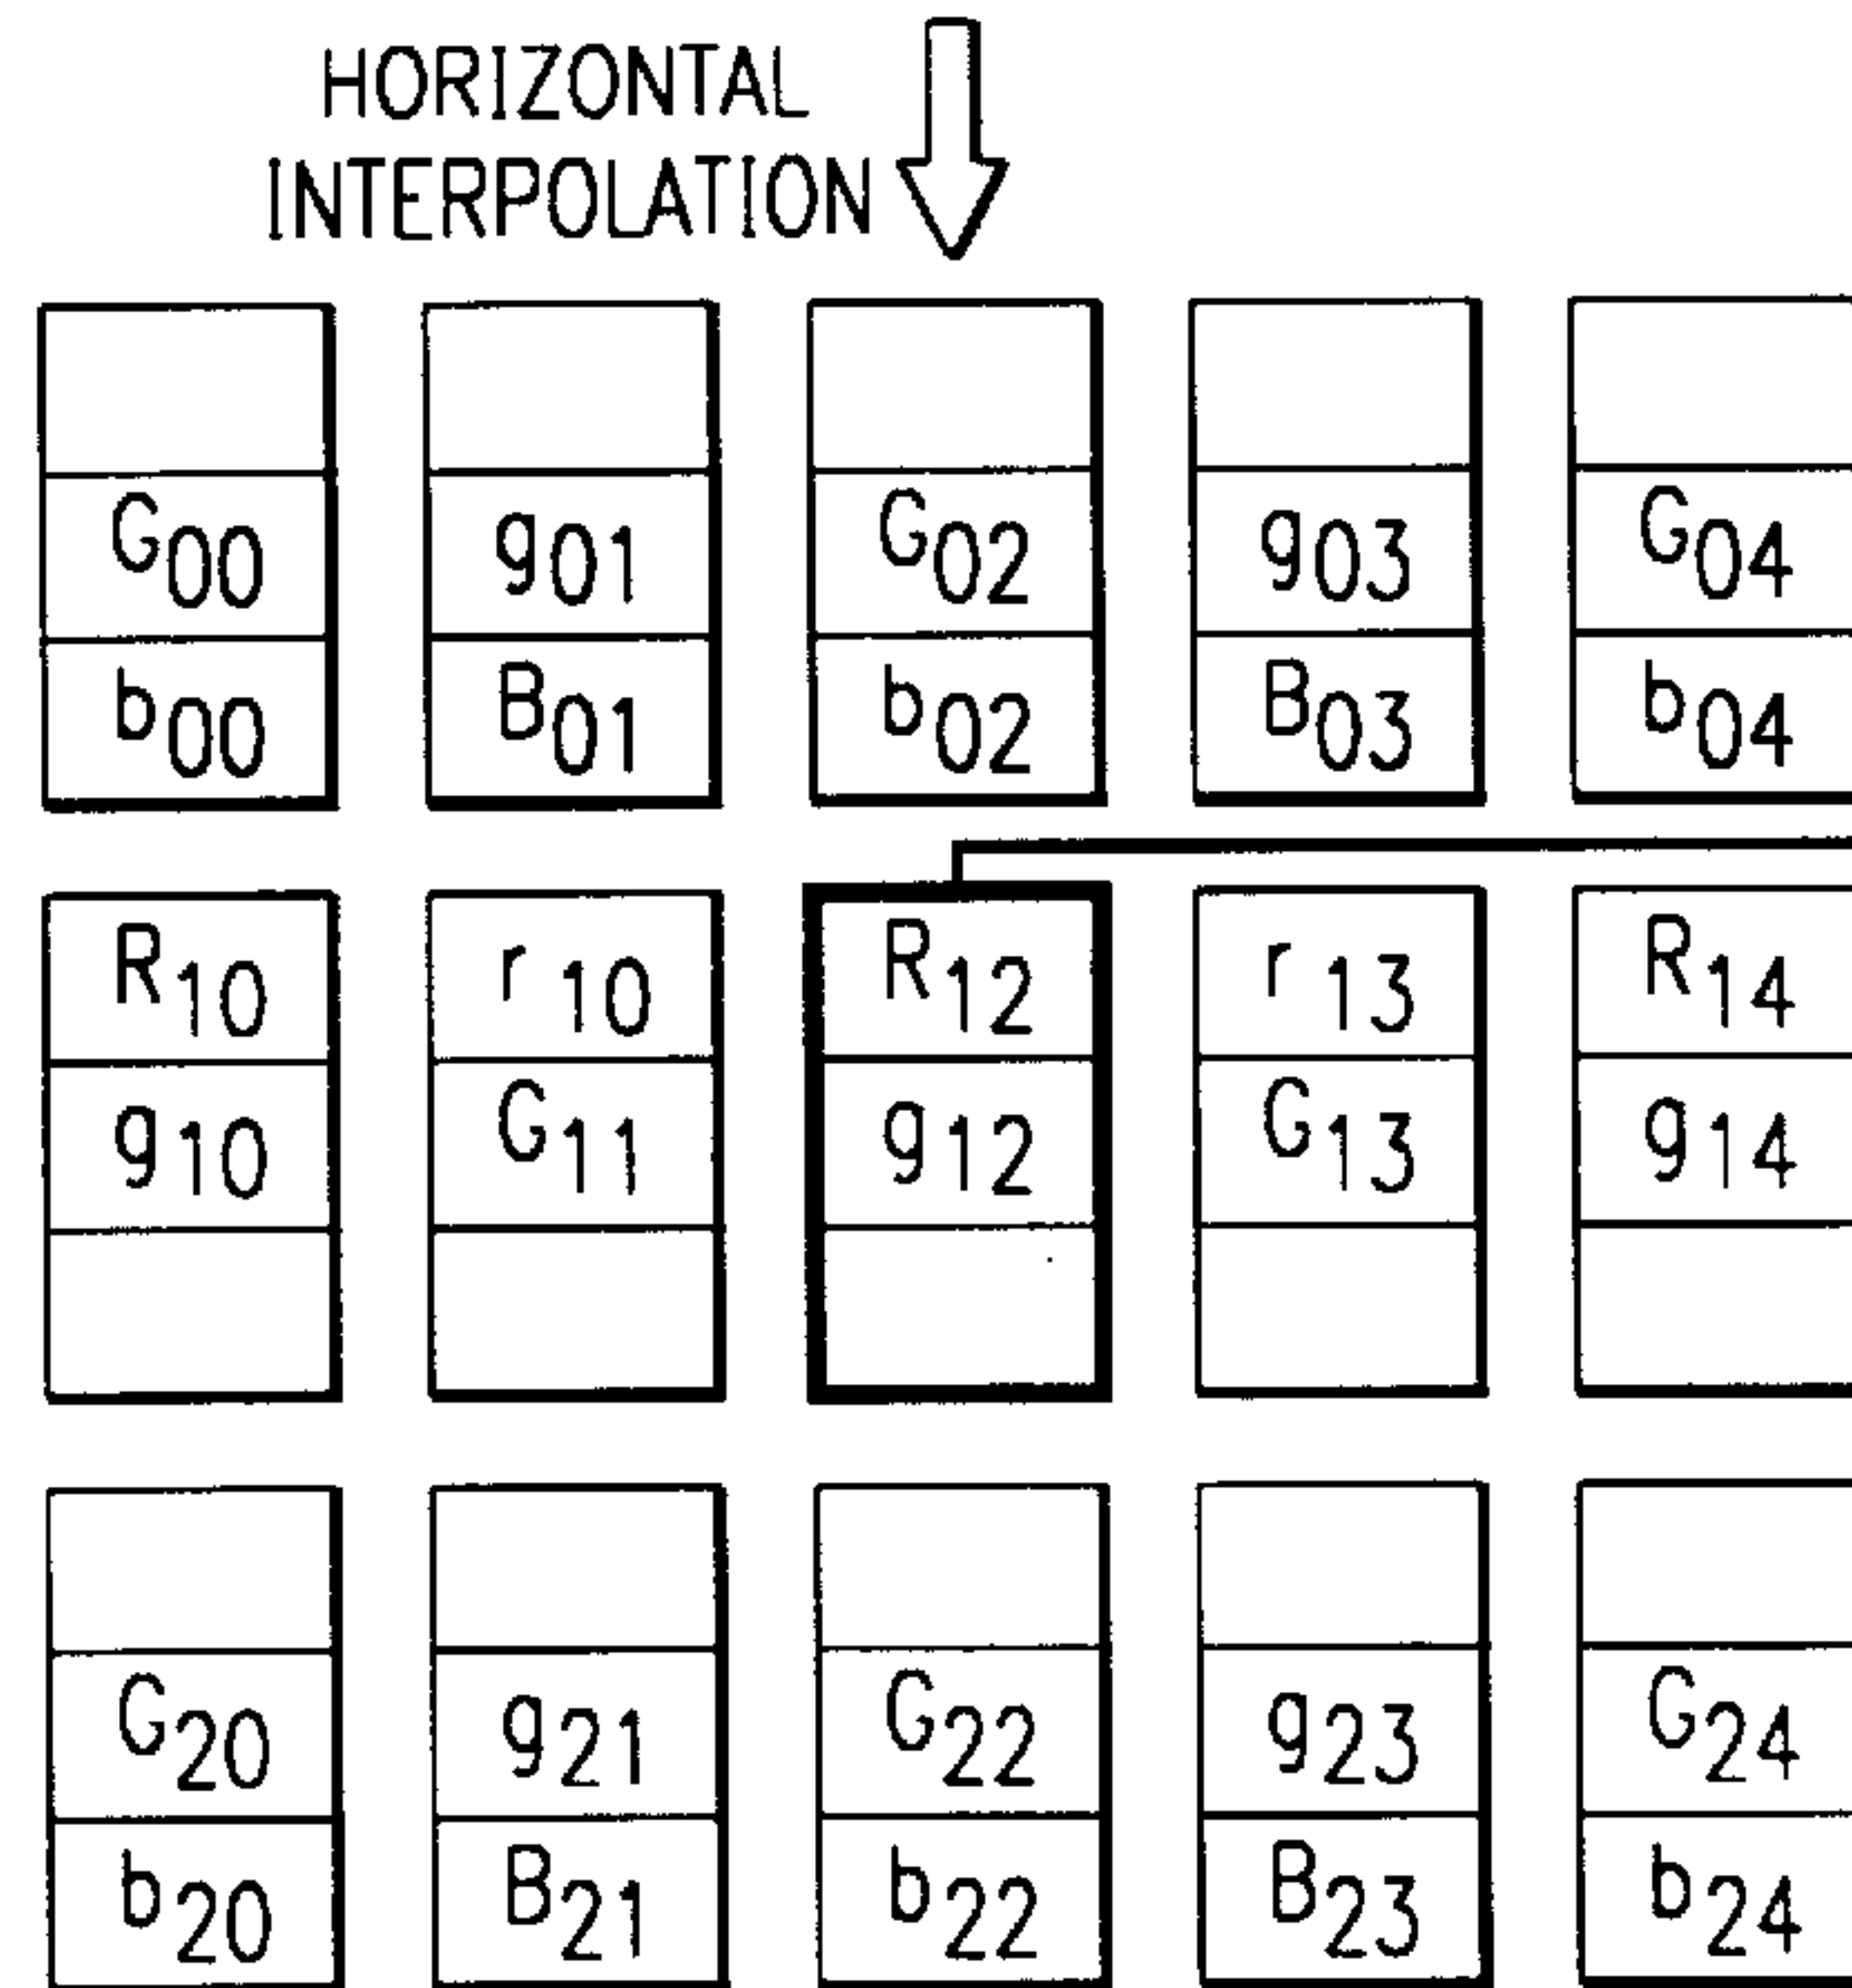 HORIZONTAL
INTERPOLATION
G00 g01 G02 g03 G04
b00 B01 b02 B03 b04
R10 r10 R12 r13 R14
g10 G11 g12 G13 g14
G20 g21 G22 g23 G24
b20 B21 b22 B23 b24